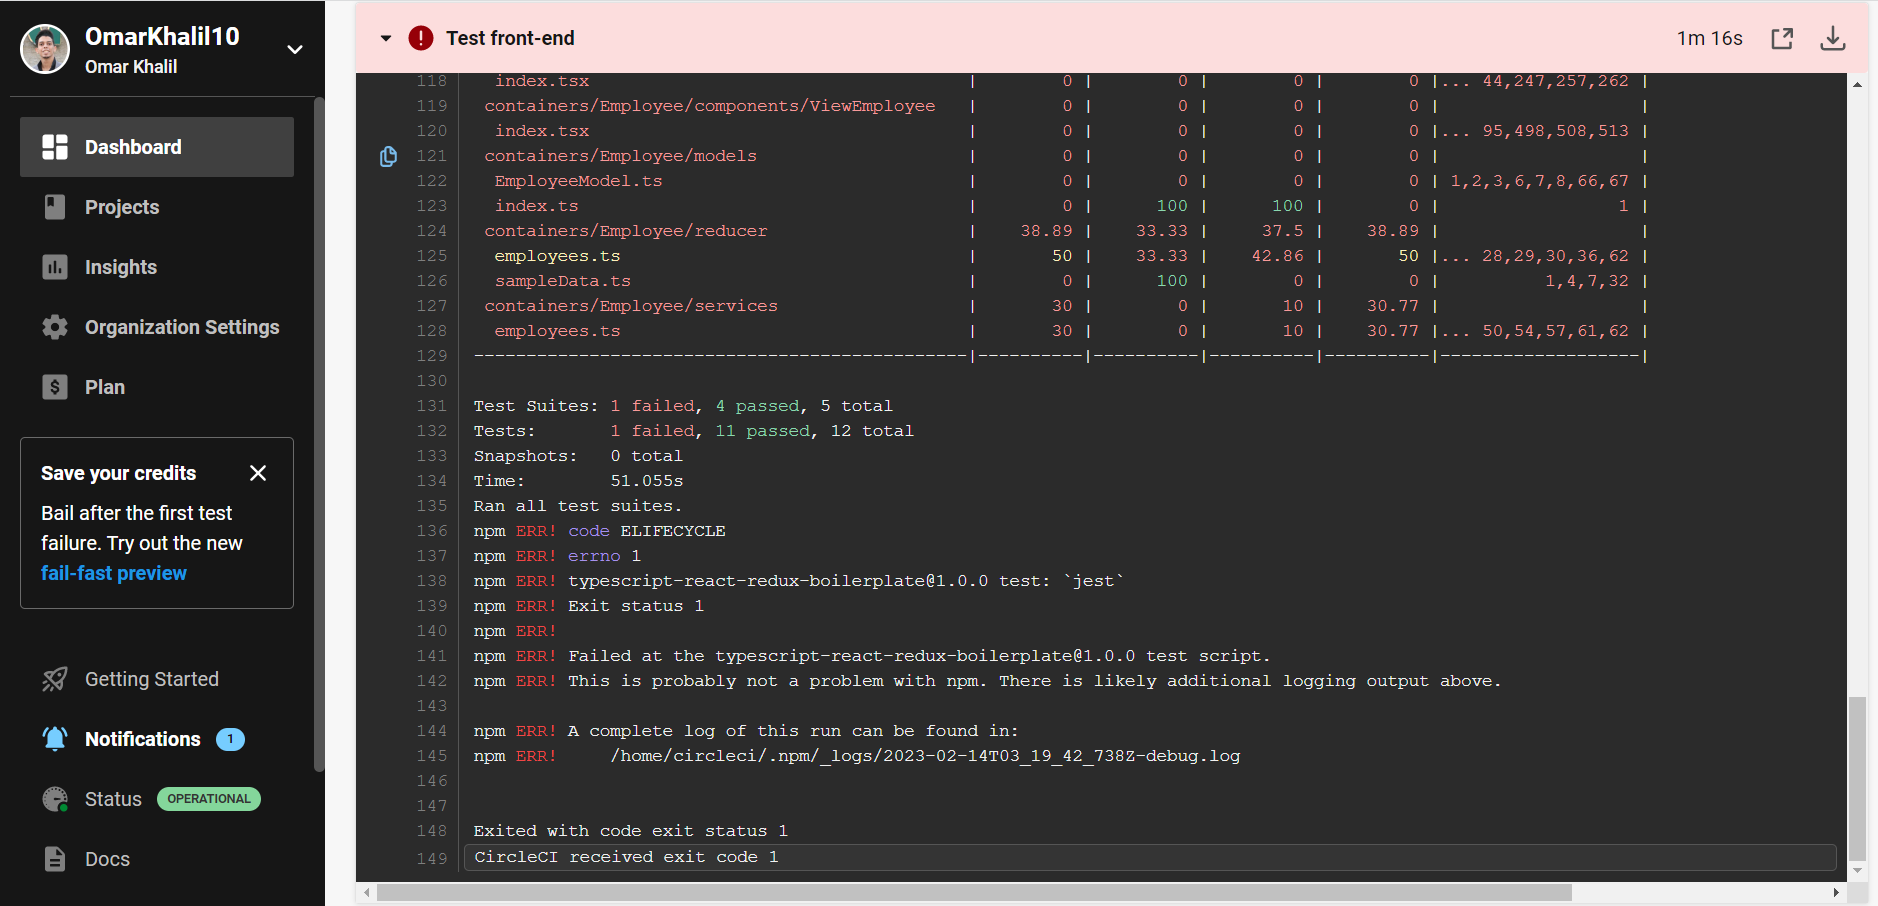 OmarKhalil10
Omar Khalil
Dashboard
Projects
Insights
Organization Settings
Plan
Save your credits
Bail after the first test
failure. Try out the new
fail-fast preview
Getting Started
Notifications 1
Status OPERATIONAL
Docs
Test front-end 1m 16s
118 index.tsx | 0 | 0 | 0 | 0 |... 44,247,257,262 |
119 containers/Employee/components/ViewEmployee | 0 | 0 | 0 | 0 | |
120 index.tsx | 0 | 0 | 0 | 0 |... 95,498,508,513 |
121 containers/Employee/models | 0 | 0 | 0 | 0 | |
122 EmployeeModel.ts | 0 | 0 | 0 | 0 | 1,2,3,6,7,8,66,67 |
123 index.ts | 0 | 100 | 100 | 0 | 1 |
124 containers/Employee/reducer | 38.89 | 33.33 | 37.5 | 38.89 | |
125 employees.ts | 50 | 33.33 | 42.86 | 50 |... 28,29,30,36,62 |
126 sampleData.ts | 0 | 100 | 0 | 0 | 1,4,7,32 |
127 containers/Employee/services | 30 | 0 | 10 | 30.77 | |
128 employees.ts | 30 | 0 | 10 | 30.77 |... 50,54,57,61,62 |
129 -----------------------------------------------|----------|----------|----------|----------|-------------------|
130
131 Test Suites: 1 failed, 4 passed, 5 total
132 Tests: 1 failed, 11 passed, 12 total
133 Snapshots: 0 total
134 Time: 51.055s
135 Ran all test suites.
136 npm ERR! code ELIFECYCLE
137 npm ERR! errno 1
138 npm ERR! typescript-react-redux-boilerplate@1.0.0 test: `jest`
139 npm ERR! Exit status 1
140 npm ERR!
141 npm ERR! Failed at the typescript-react-redux-boilerplate@1.0.0 test script.
142 npm ERR! This is probably not a problem with npm. There is likely additional logging output above.
143
144 npm ERR! A complete log of this run can be found in:
145 npm ERR! /home/circleci/.npm/_logs/2023-02-14T03_19_42_738Z-debug.log
146
147
148 Exited with code exit status 1
149 CircleCI received exit code 1